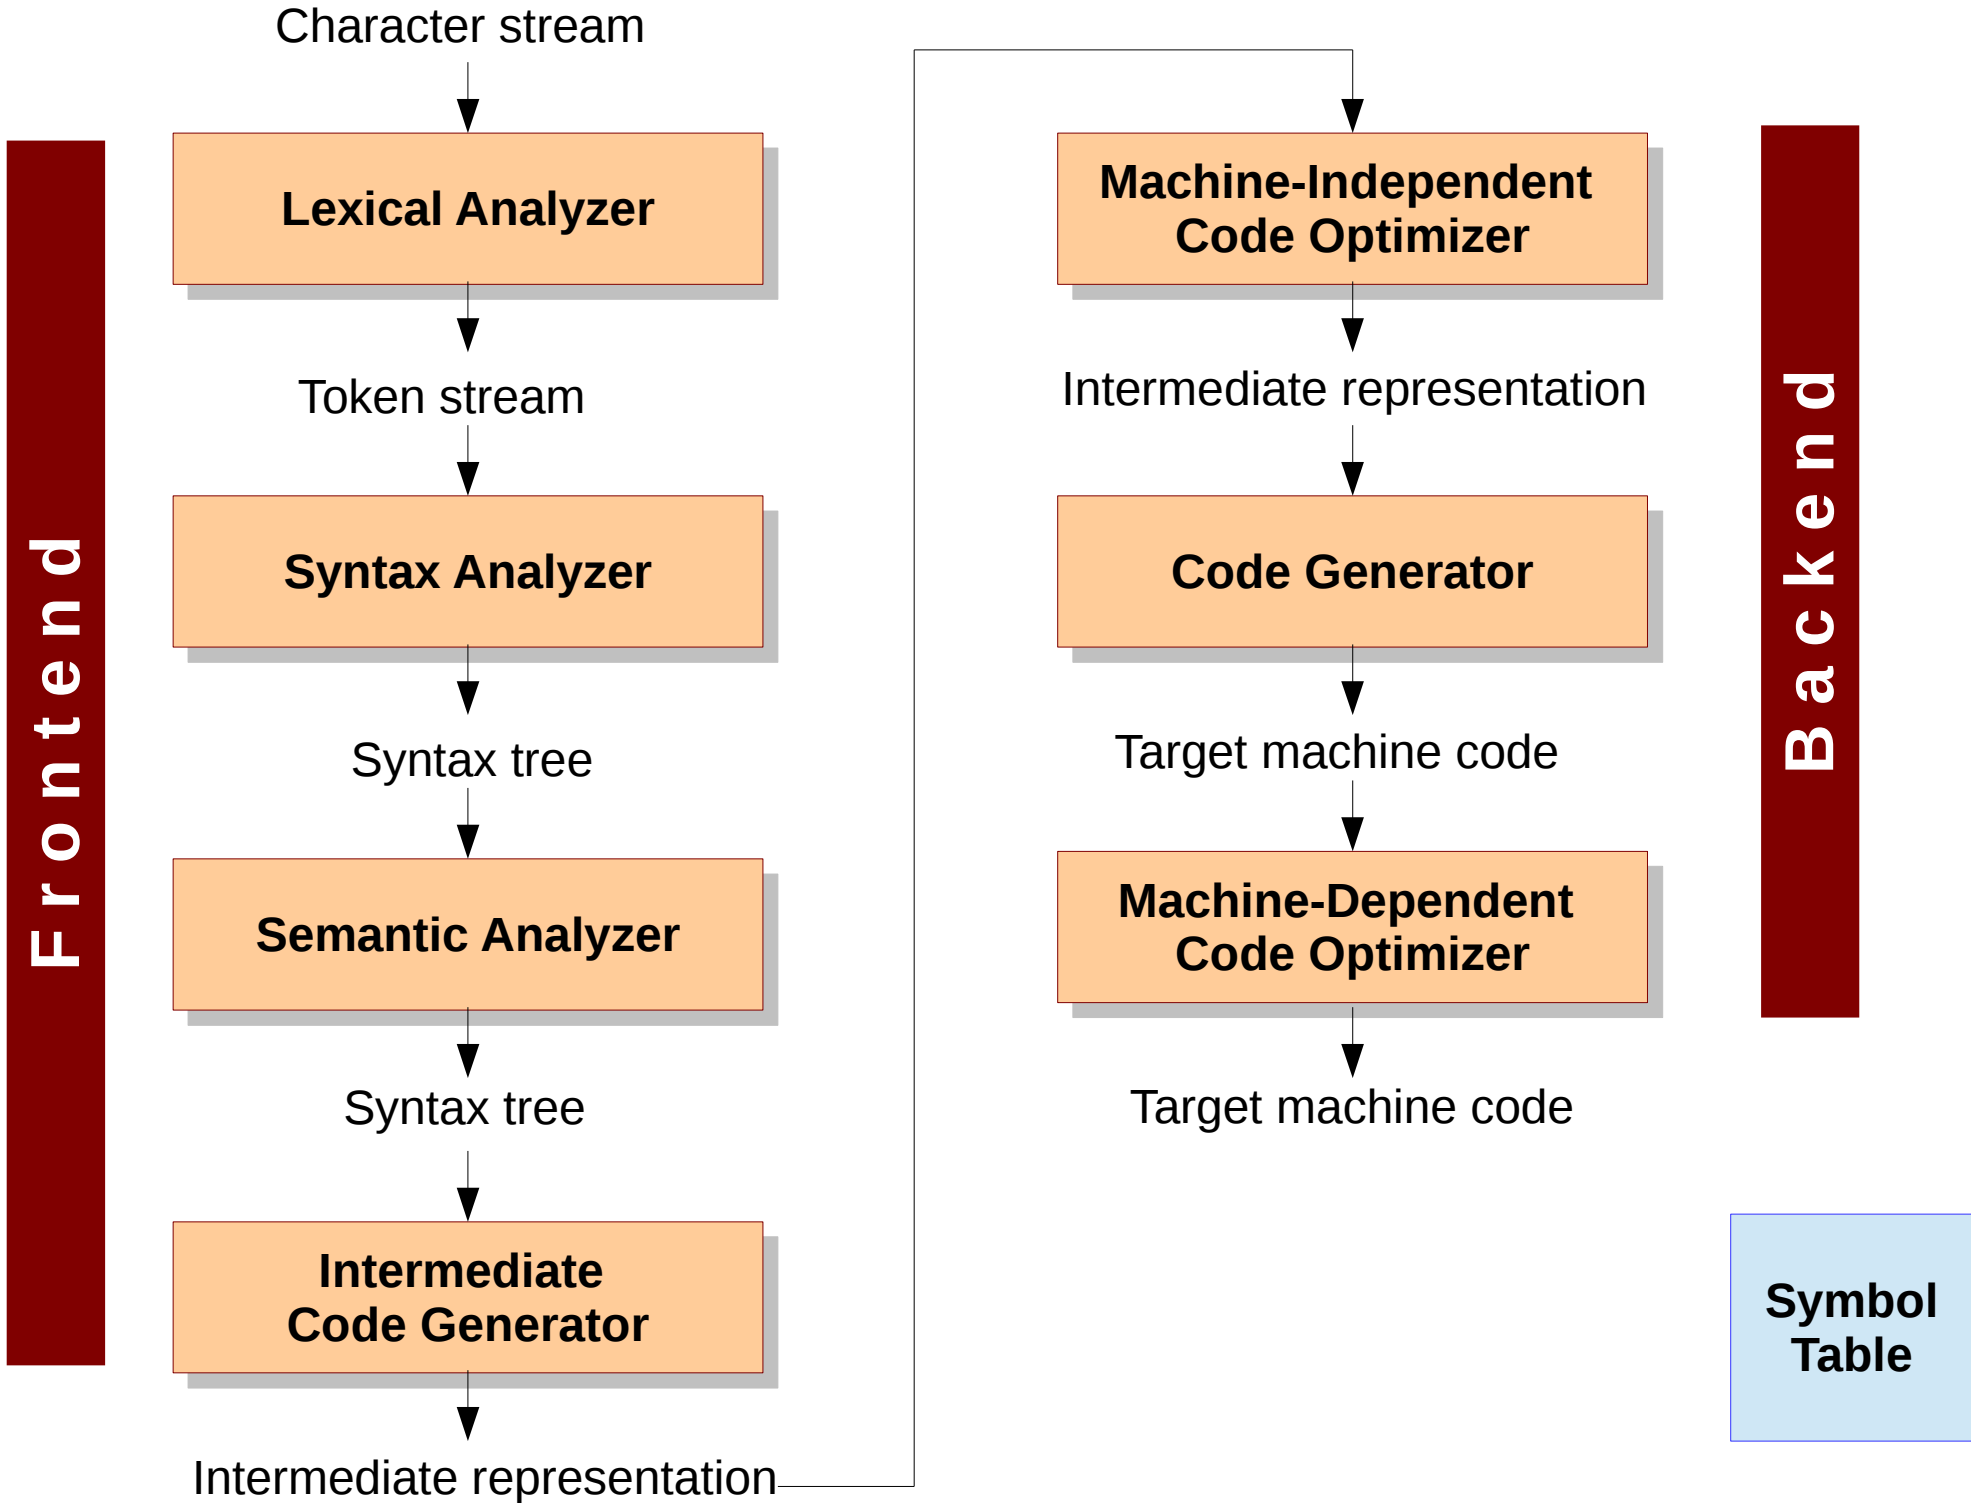 Character stream
Frontend
Lexical Analyzer
Token stream
Syntax Analyzer
Syntax tree
Semantic Analyzer
Syntax tree
Intermediate
Code Generator
Intermediate representation
Machine-Independent
Code Optimizer
Intermediate representation
Code Generator
Target machine code
Machine-Dependent
Code Optimizer
Target machine code
Backend
Symbol
Table